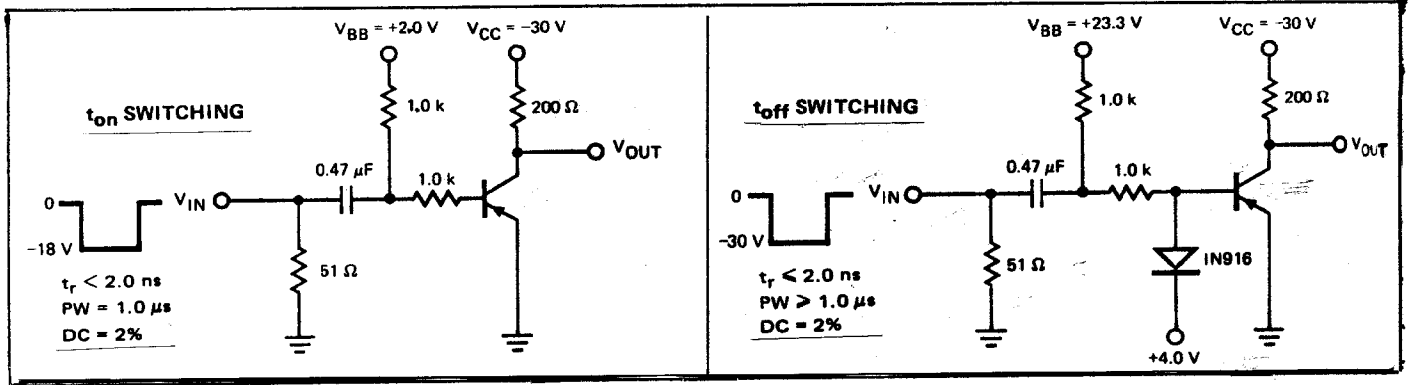 V_BB = +2.0 V
V_CC = −30 V
t_on SWITCHING
1.0 k
200 Ω
V_OUT
0.47 µF
1.0 k
0
V_IN
−18 V
51 Ω
t_r < 2.0 ns
PW = 1.0 µs
DC = 2%
V_BB = +23.3 V
V_CC = −30 V
t_off SWITCHING
1.0 k
200 Ω
V_OUT
0.47 µF
1.0 k
0
V_IN
−30 V
51 Ω
IN916
t_r ⩽ 2.0 ns
PW ⩾ 1.0 µs
DC = 2%
+4.0 V